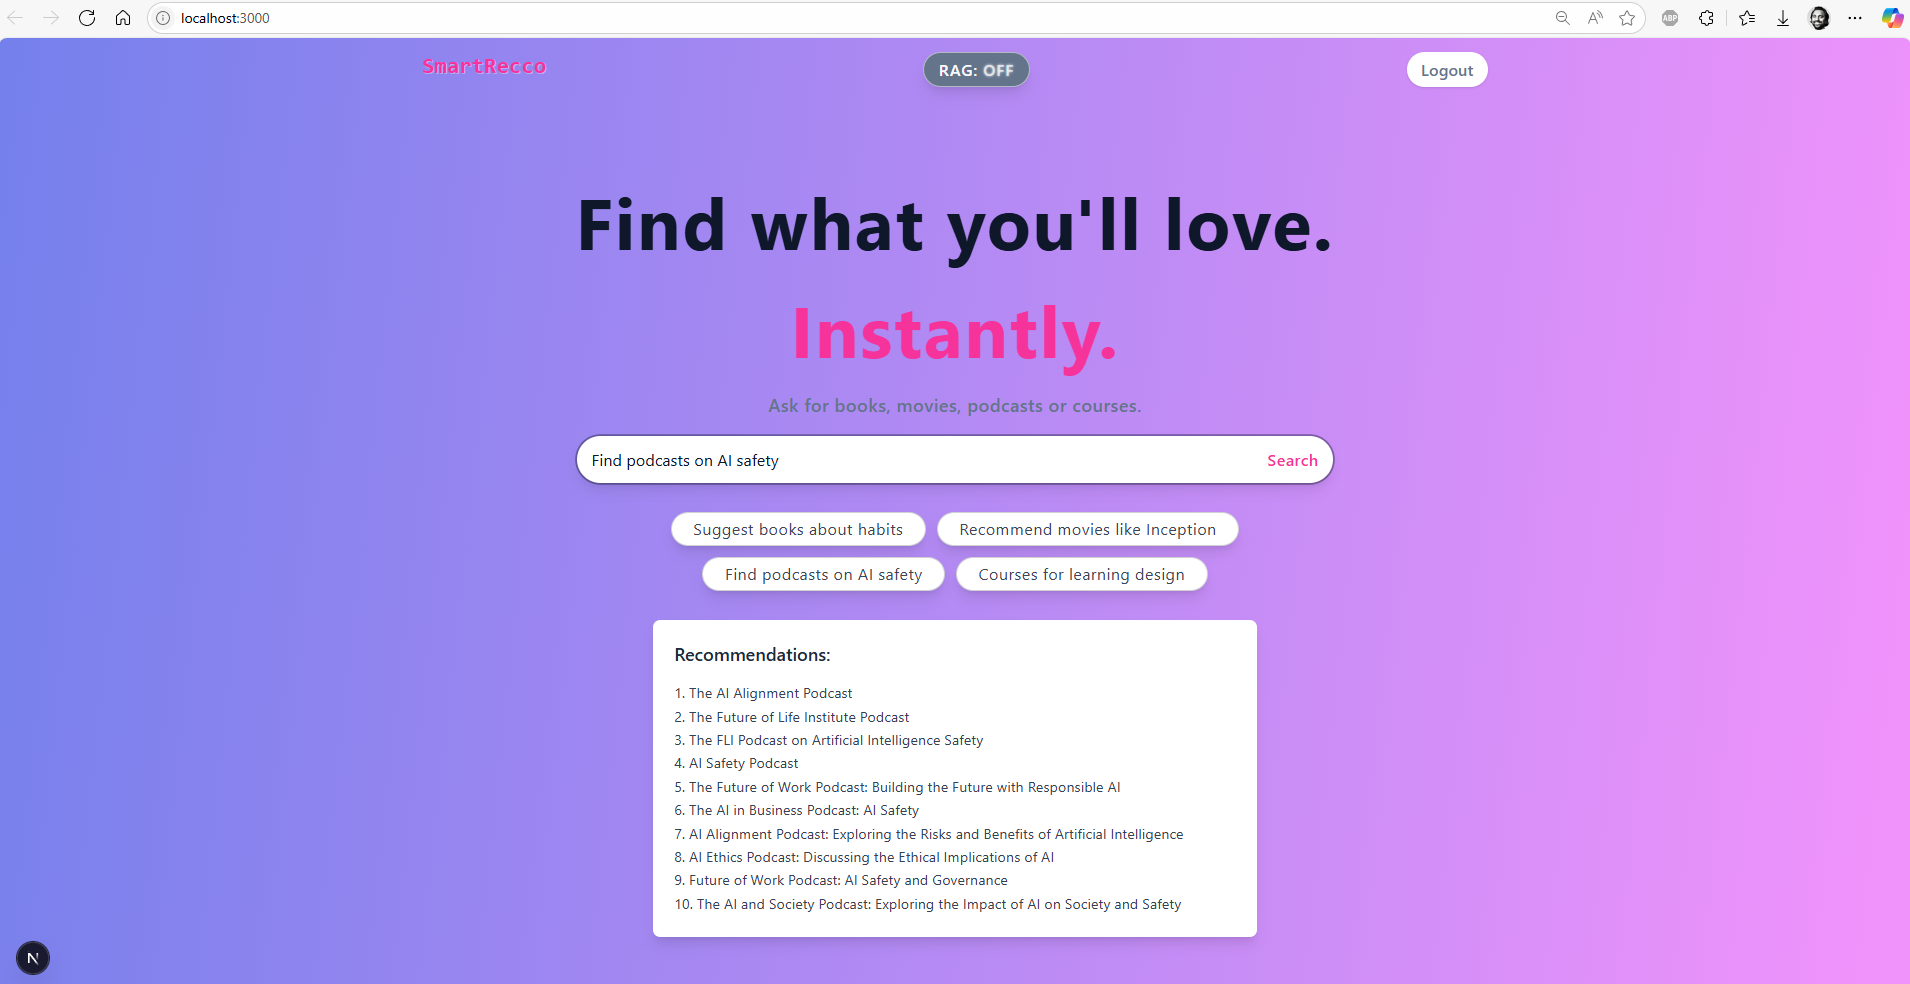 localhost:3000
ABP
SmartRecco
RAG: OFF
Logout
Find what you'll love.
Instantly.
Ask for books, movies, podcasts or courses.
Find podcasts on AI safety
Search
Suggest books about habits
Recommend movies like Inception
Find podcasts on AI safety
Courses for learning design
Recommendations:
1. The AI Alignment Podcast
2. The Future of Life Institute Podcast
3. The FLI Podcast on Artificial Intelligence Safety
4. AI Safety Podcast
5. The Future of Work Podcast: Building the Future with Responsible AI
6. The AI in Business Podcast: AI Safety
7. AI Alignment Podcast: Exploring the Risks and Benefits of Artificial Intelligence
8. AI Ethics Podcast: Discussing the Ethical Implications of AI
9. Future of Work Podcast: AI Safety and Governance
10. The AI and Society Podcast: Exploring the Impact of AI on Society and Safety
N